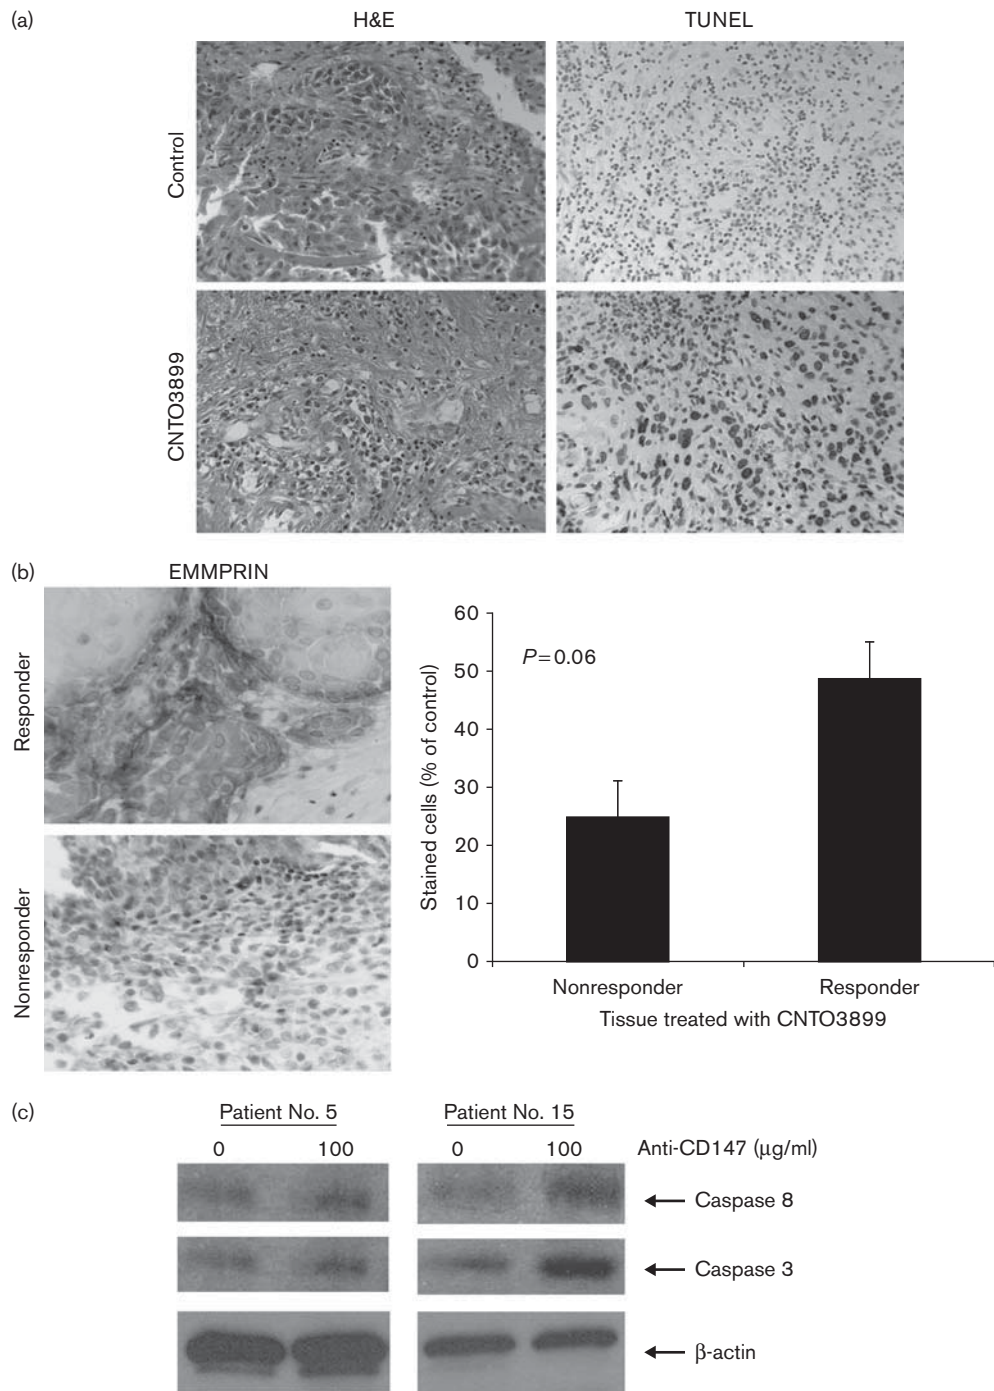 (a)
H&E
TUNEL
Control
CNTO3899
(b)
EMMPRIN
Responder
Nonresponder
Stained cells (% of control)
60
50
40
30
20
10
0
P=0.06
Nonresponder
Responder
Tissue treated with CNTO3899
(c)
Patient No. 5
Patient No. 15
0
100
0
100
Anti-CD147 (μg/ml)
Caspase 8
Caspase 3
β-actin